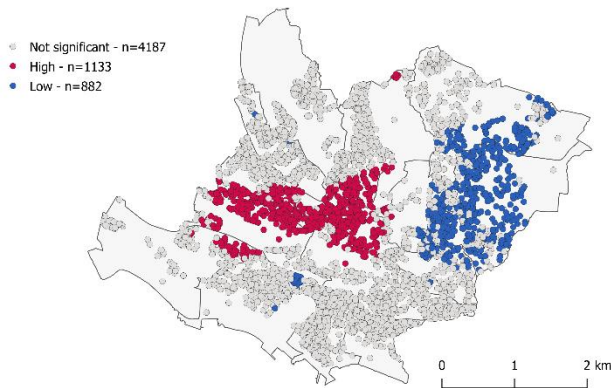 Not significant - n=4187
High - n=1133
Low - n=882
0 1 2 km